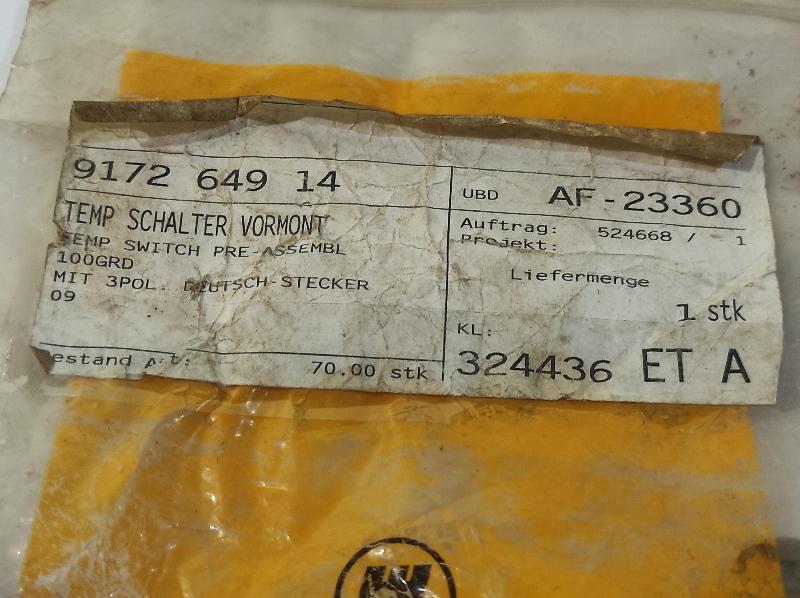 9172 649 14
TEMP SCHALTER VORMONT
TEMP SWITCH PRE-ASSEMBL
100GRD
MIT 3POL. DEUTSCH-STECKER
09
estand A t: 70.00 stk
UBD AF-23360
Auftrag: 524668 / 1
Projekt:
Liefermenge
1 stk
KL:
324436 ET A